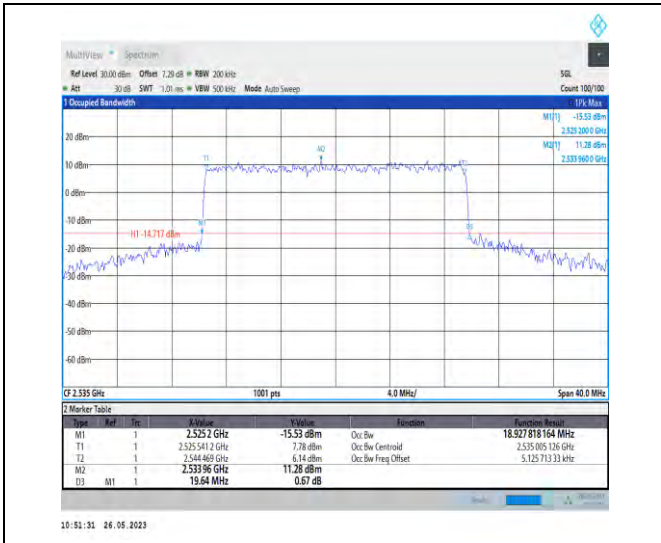 MultiView Spectrum
Ref Level 30.00 dBm Offset 7.29 dB RBW 200 kHz SGL
Att 30 dB SWT 1.01 ms VBW 500 kHz Mode Auto Sweep Count 100/100
1 Occupied Bandwidth 1Pk Max
M1[1] -15.53 dBm
2.525 200 0 GHz
M2[1] 11.28 dBm
2.533 960 0 GHz
20 dBm
M2
T1
10 dBm
0 dBm
-10 dBm
M1
H1 -14.717 dBm
D3
-20 dBm
-30 dBm
-40 dBm
-50 dBm
-60 dBm
CF 2.535 GHz 1001 pts 4.0 MHz/ Span 40.0 MHz
2 Marker Table
Type Ref Trc X-Value Y-Value Function Function Result
M1 1 2.5252 GHz -15.53 dBm Occ Bw 18.927 818 164 MHz
T1 1 2.525 541 2 GHz 7.78 dBm Occ Bw Centroid 2.535 005 126 GHz
T2 1 2.544 469 GHz 6.14 dBm Occ Bw Freq Offset 5.125 713 33 kHz
M2 1 2.533 96 GHz 11.28 dBm
D3 M1 1 19.64 MHz 0.67 dB
10:51:31 26.05.2023